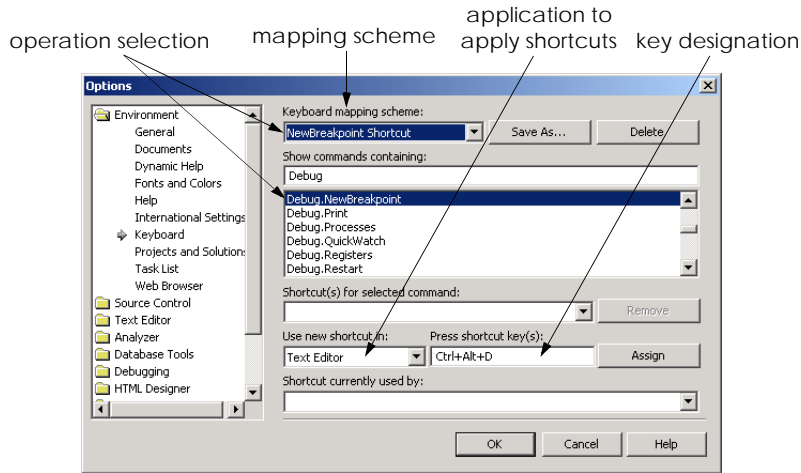 application to
operation selection
mapping scheme
apply shortcuts
key designation
Options
Environment
General
Documents
Dynamic Help
Fonts and Colors
Help
International Settings
Keyboard
Projects and Solution:
Task List
Web Browser
Source Control
Text Editor
Analyzer
Database Tools
Debugging
HTML Designer
Keyboard mapping scheme:
NewBreakpoint Shortcut
Save As...
Delete
Show commands containing:
Debug
Debug.NewBreakpoint
Debug.Print
Debug.Processes
Debug.QuickWatch
Debug.Registers
Debug.Restart
Shortcut(s) for selected command:
Remove
Use new shortcut in:
Press shortcut key(s):
Text Editor
Ctrl+Alt+D
Assign
Shortcut currently used by:
OK
Cancel
Help